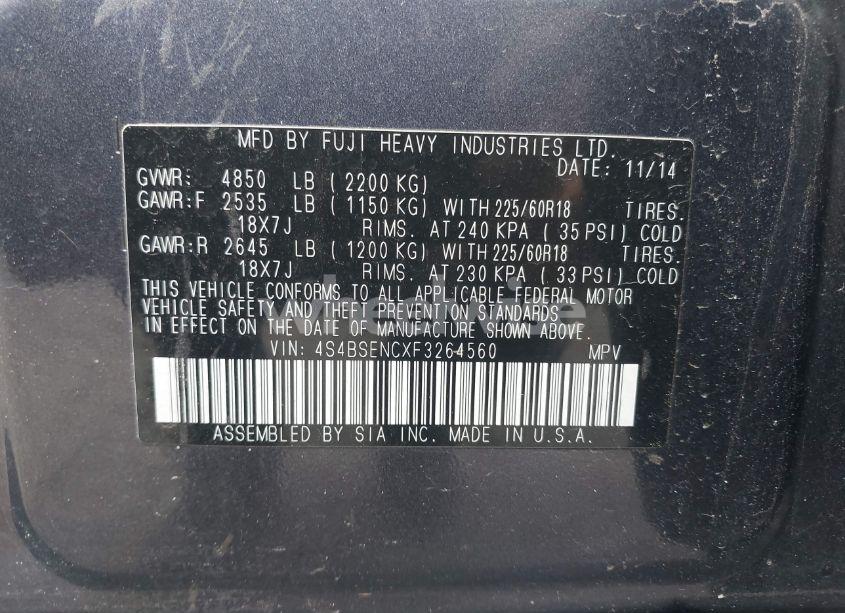 MFD BY FUJI HEAVY INDUSTRIES LTD.
DATE: 11/14
GVWR: 4850 LB (2200 KG)
GAWR:F 2535 LB (1150 KG) WITH 225/60R18 TIRES.
18X7J RIMS. AT 240 KPA (35 PSI) COLD
GAWR:R 2645 LB (1200 KG) WITH 225/60R18 TIRES.
18X7J RIMS. AT 230 KPA (33 PSI) COLD
THIS VEHICLE CONFORMS TO ALL APPLICABLE FEDERAL MOTOR
VEHICLE SAFETY AND THEFT PREVENTION STANDARDS
IN EFFECT ON THE DATE OF MANUFACTURE SHOWN ABOVE.
VIN: 4S4BSENCXF3264560 MPV
ASSEMBLED BY SIA INC. MADE IN U.S.A.